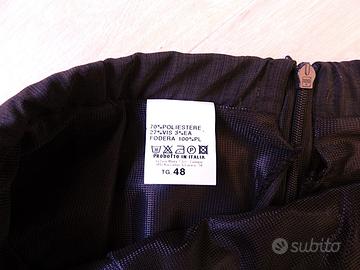 70%POLIESTERE
27%VIS 3%EA
FODERA 100%PL
PRODOTTO IN ITALIA
TG. 48
subito